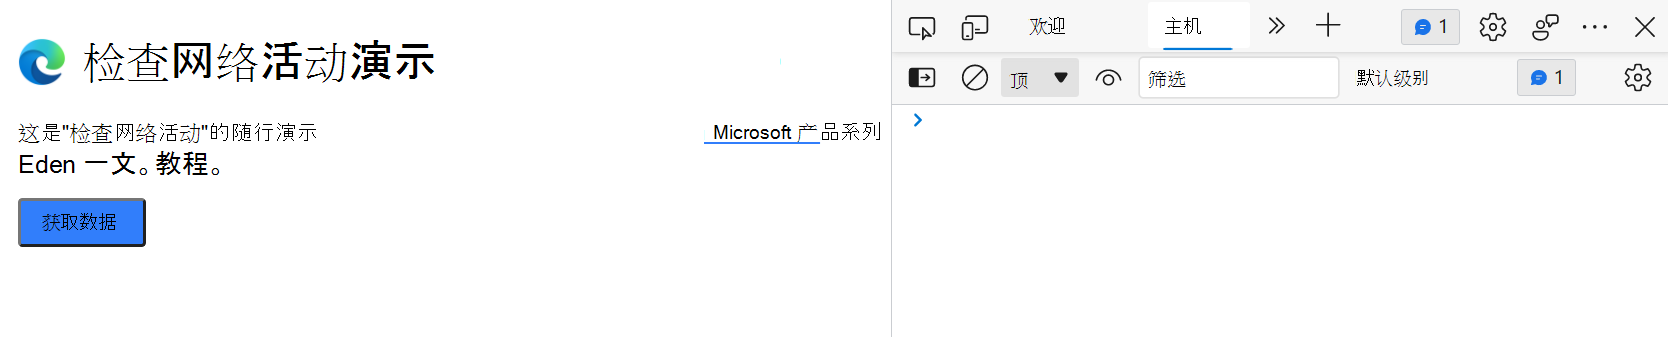 检查网络活动演示
这是"检查网络活动"的随行演示
Microsoft 产品系列
Eden 一文。教程。
获取数据
欢迎
主机
1
顶
筛选
默认级别
1